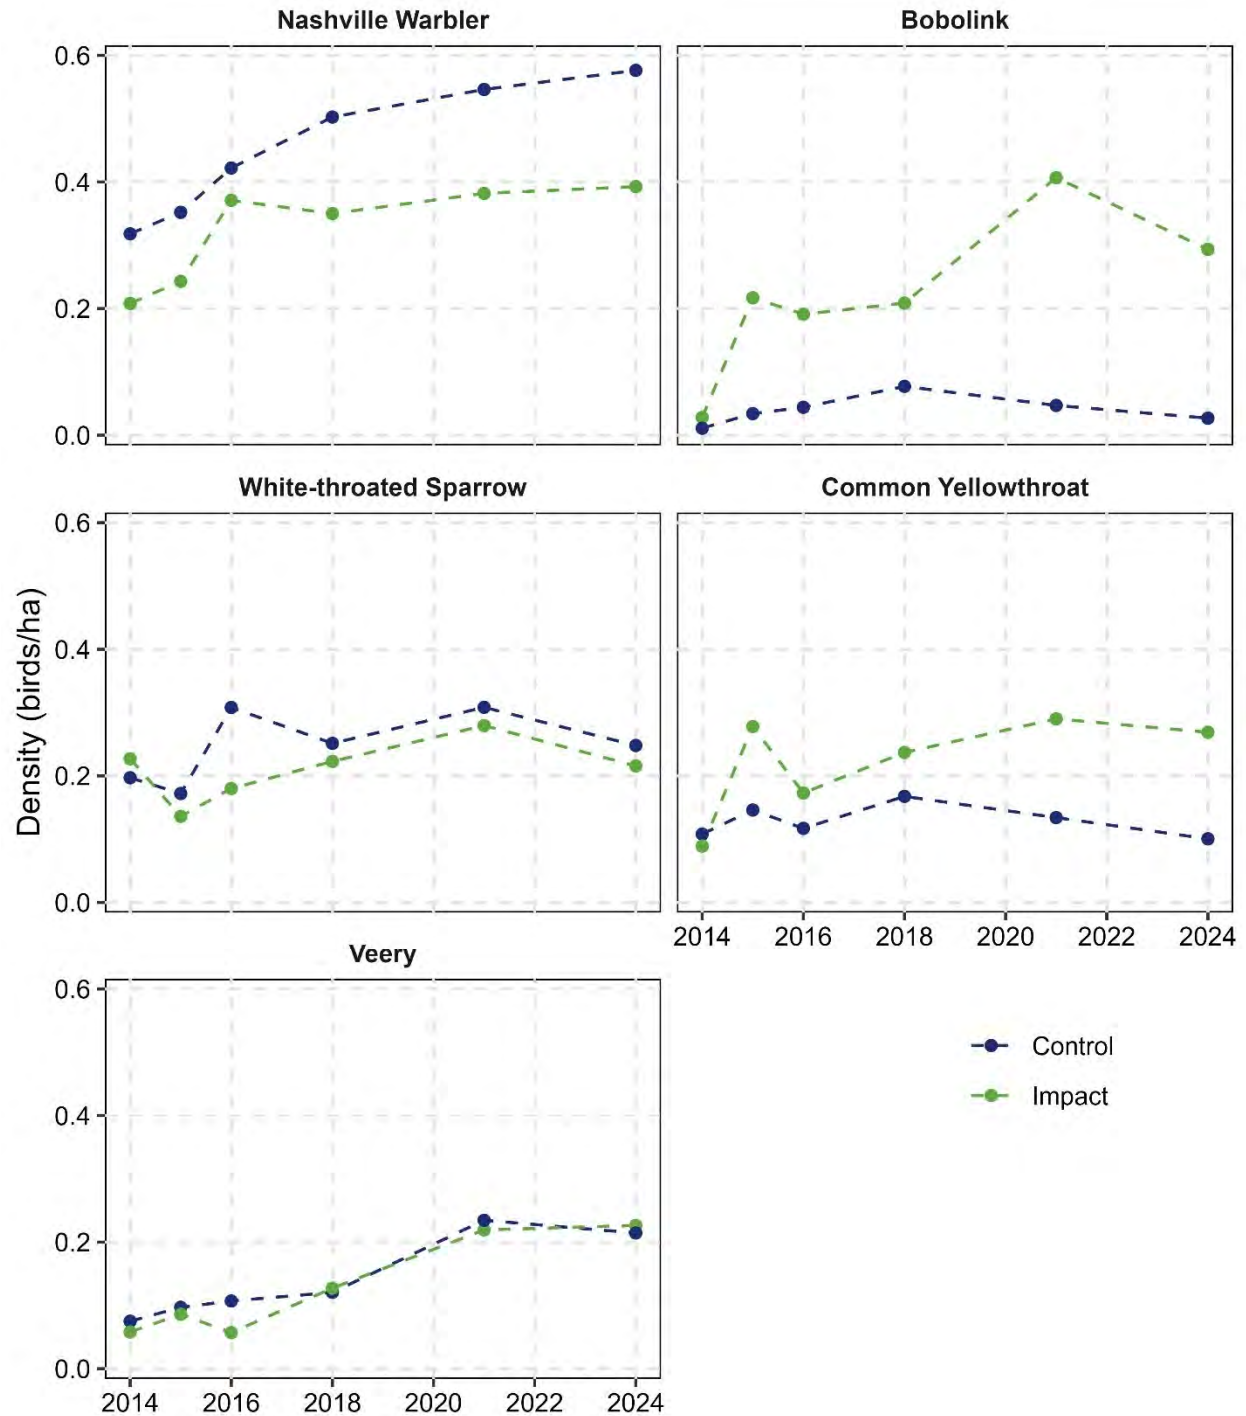 Nashville Warbler
Bobolink
0.6
0.4
0.2
0.0
White-throated Sparrow
Common Yellowthroat
0.6
0.4
0.2
0.0
Density (birds/ha)
2014 2016 2018 2020 2022 2024
Veery
0.6
0.4
0.2
0.0
2014 2016 2018 2020 2022 2024
Control
Impact